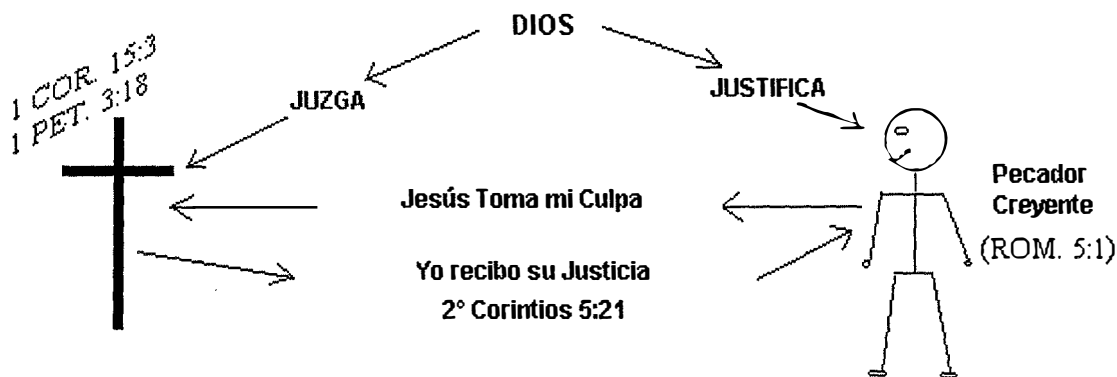 DIOS
1 COR. 15:3
1 PET. 3:18
JUZGA
JUSTIFICA
Jesús Toma mi Culpa
Pecador
Creyente
(ROM. 5:1)
Yo recibo su Justicia
2° Corintios 5:21